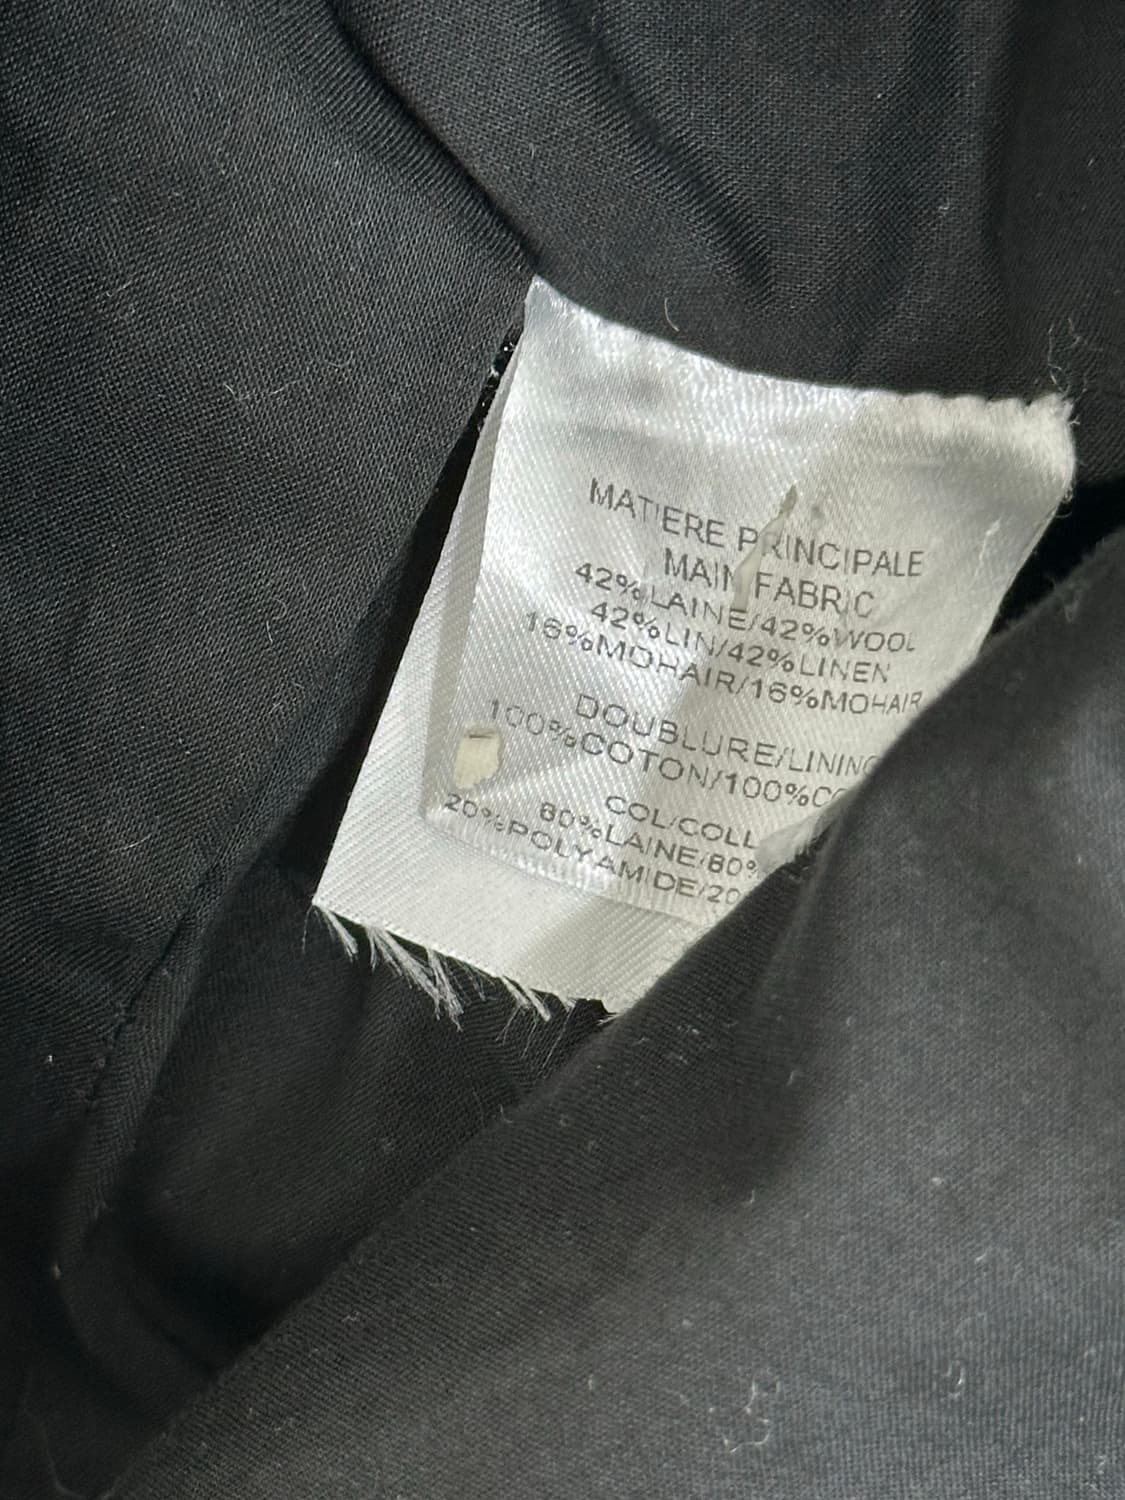 MATIERE PRINCIPALE
MAIN FABRIC
42%LAINE/42%WOOL
42%LIN/42%LINEN
16%MOHAIR/16%MOHAIR
DOUBLURE/LINING
100%COTON/100%CO
COL/COLL
80%LAINE/80%
20%POLYAMIDE/20